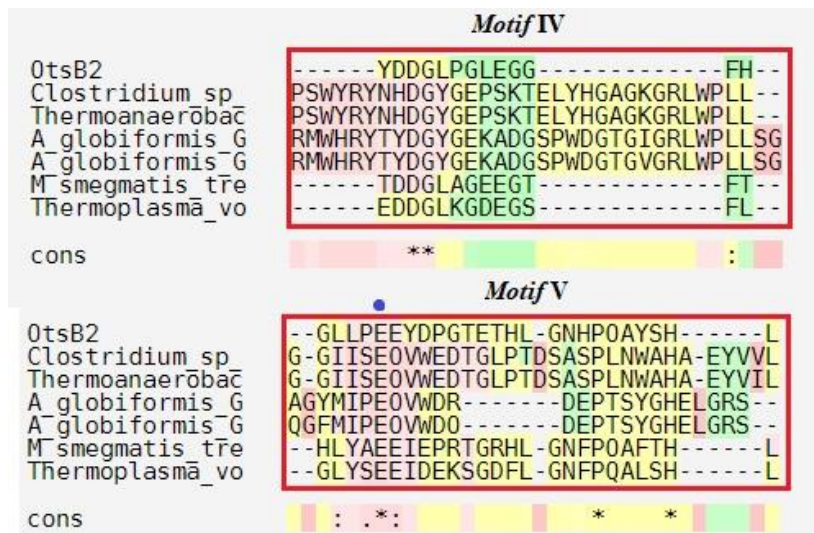 Motif IV
OtsB2 ------YDDGLPGLEGG-------------FH--
Clostridium_sp_ PSWYRYNHDGYGEPSKTELYHGAGKGRLWPLL--
Thermoanaerobac PSWYRYNHDGYGEPSKTELYHGAGKGRLWPLL--
A_globiformis_G RMWHRYTYDGYGEKADGSPWDGTGIGRLWPLLSG
A_globiformis_G RMWHRYTYDGYGEKADGSPWDGTGVGRLWPLLSG
M_smegmatis_tre ------TDDGLAGEEGT-------------FT--
Thermoplasma_vo ------EDDGLKGDEGS-------------FL--
cons ** :
Motif V
OtsB2 --GLLPEEYDPGTETHL-GNHPOAYSH------L
Clostridium_sp_ G-GIISEOVWEDTGLPTDSASPLNWAHA-EYVVL
Thermoanaerobac G-GIISEOVWEDTGLPTDSASPLNWAHA-EYVIL
A_globiformis_G AGYMIPEOVWDR-------DEPTSYGHELGRS--
A_globiformis_G QGFMIPEOVWDO-------DEPTSYGHELGRS--
M_smegmatis_tre --HLYAEEIEPRTGRHL-GNFPOAFTH------L
Thermoplasma_vo --GLYSEEIDEKSGDFL-GNFPQALSH------L
cons : .*: * *